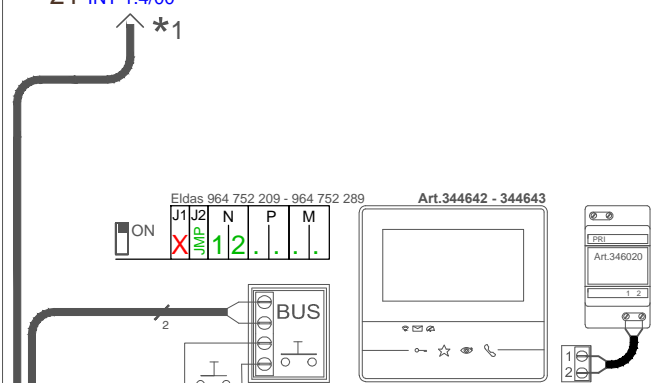 *1
Eldas 964 752 209 - 964 752 289
Art.344642 - 344643
ON
J1 J2 N P M
X JMP 1 2 . . . .
PRI
Art.346020
1 2
BUS
2
1
2